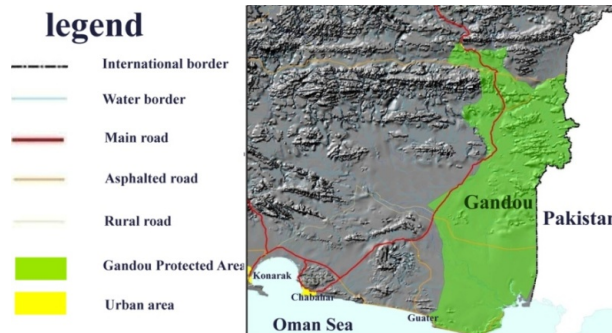 legend
International border
Water border
Main road
Asphalted road
Rural road
Gandou Protected Area
Urban area
Gandou
Pakistan
Konarak
Chabahar
Guater
Oman Sea